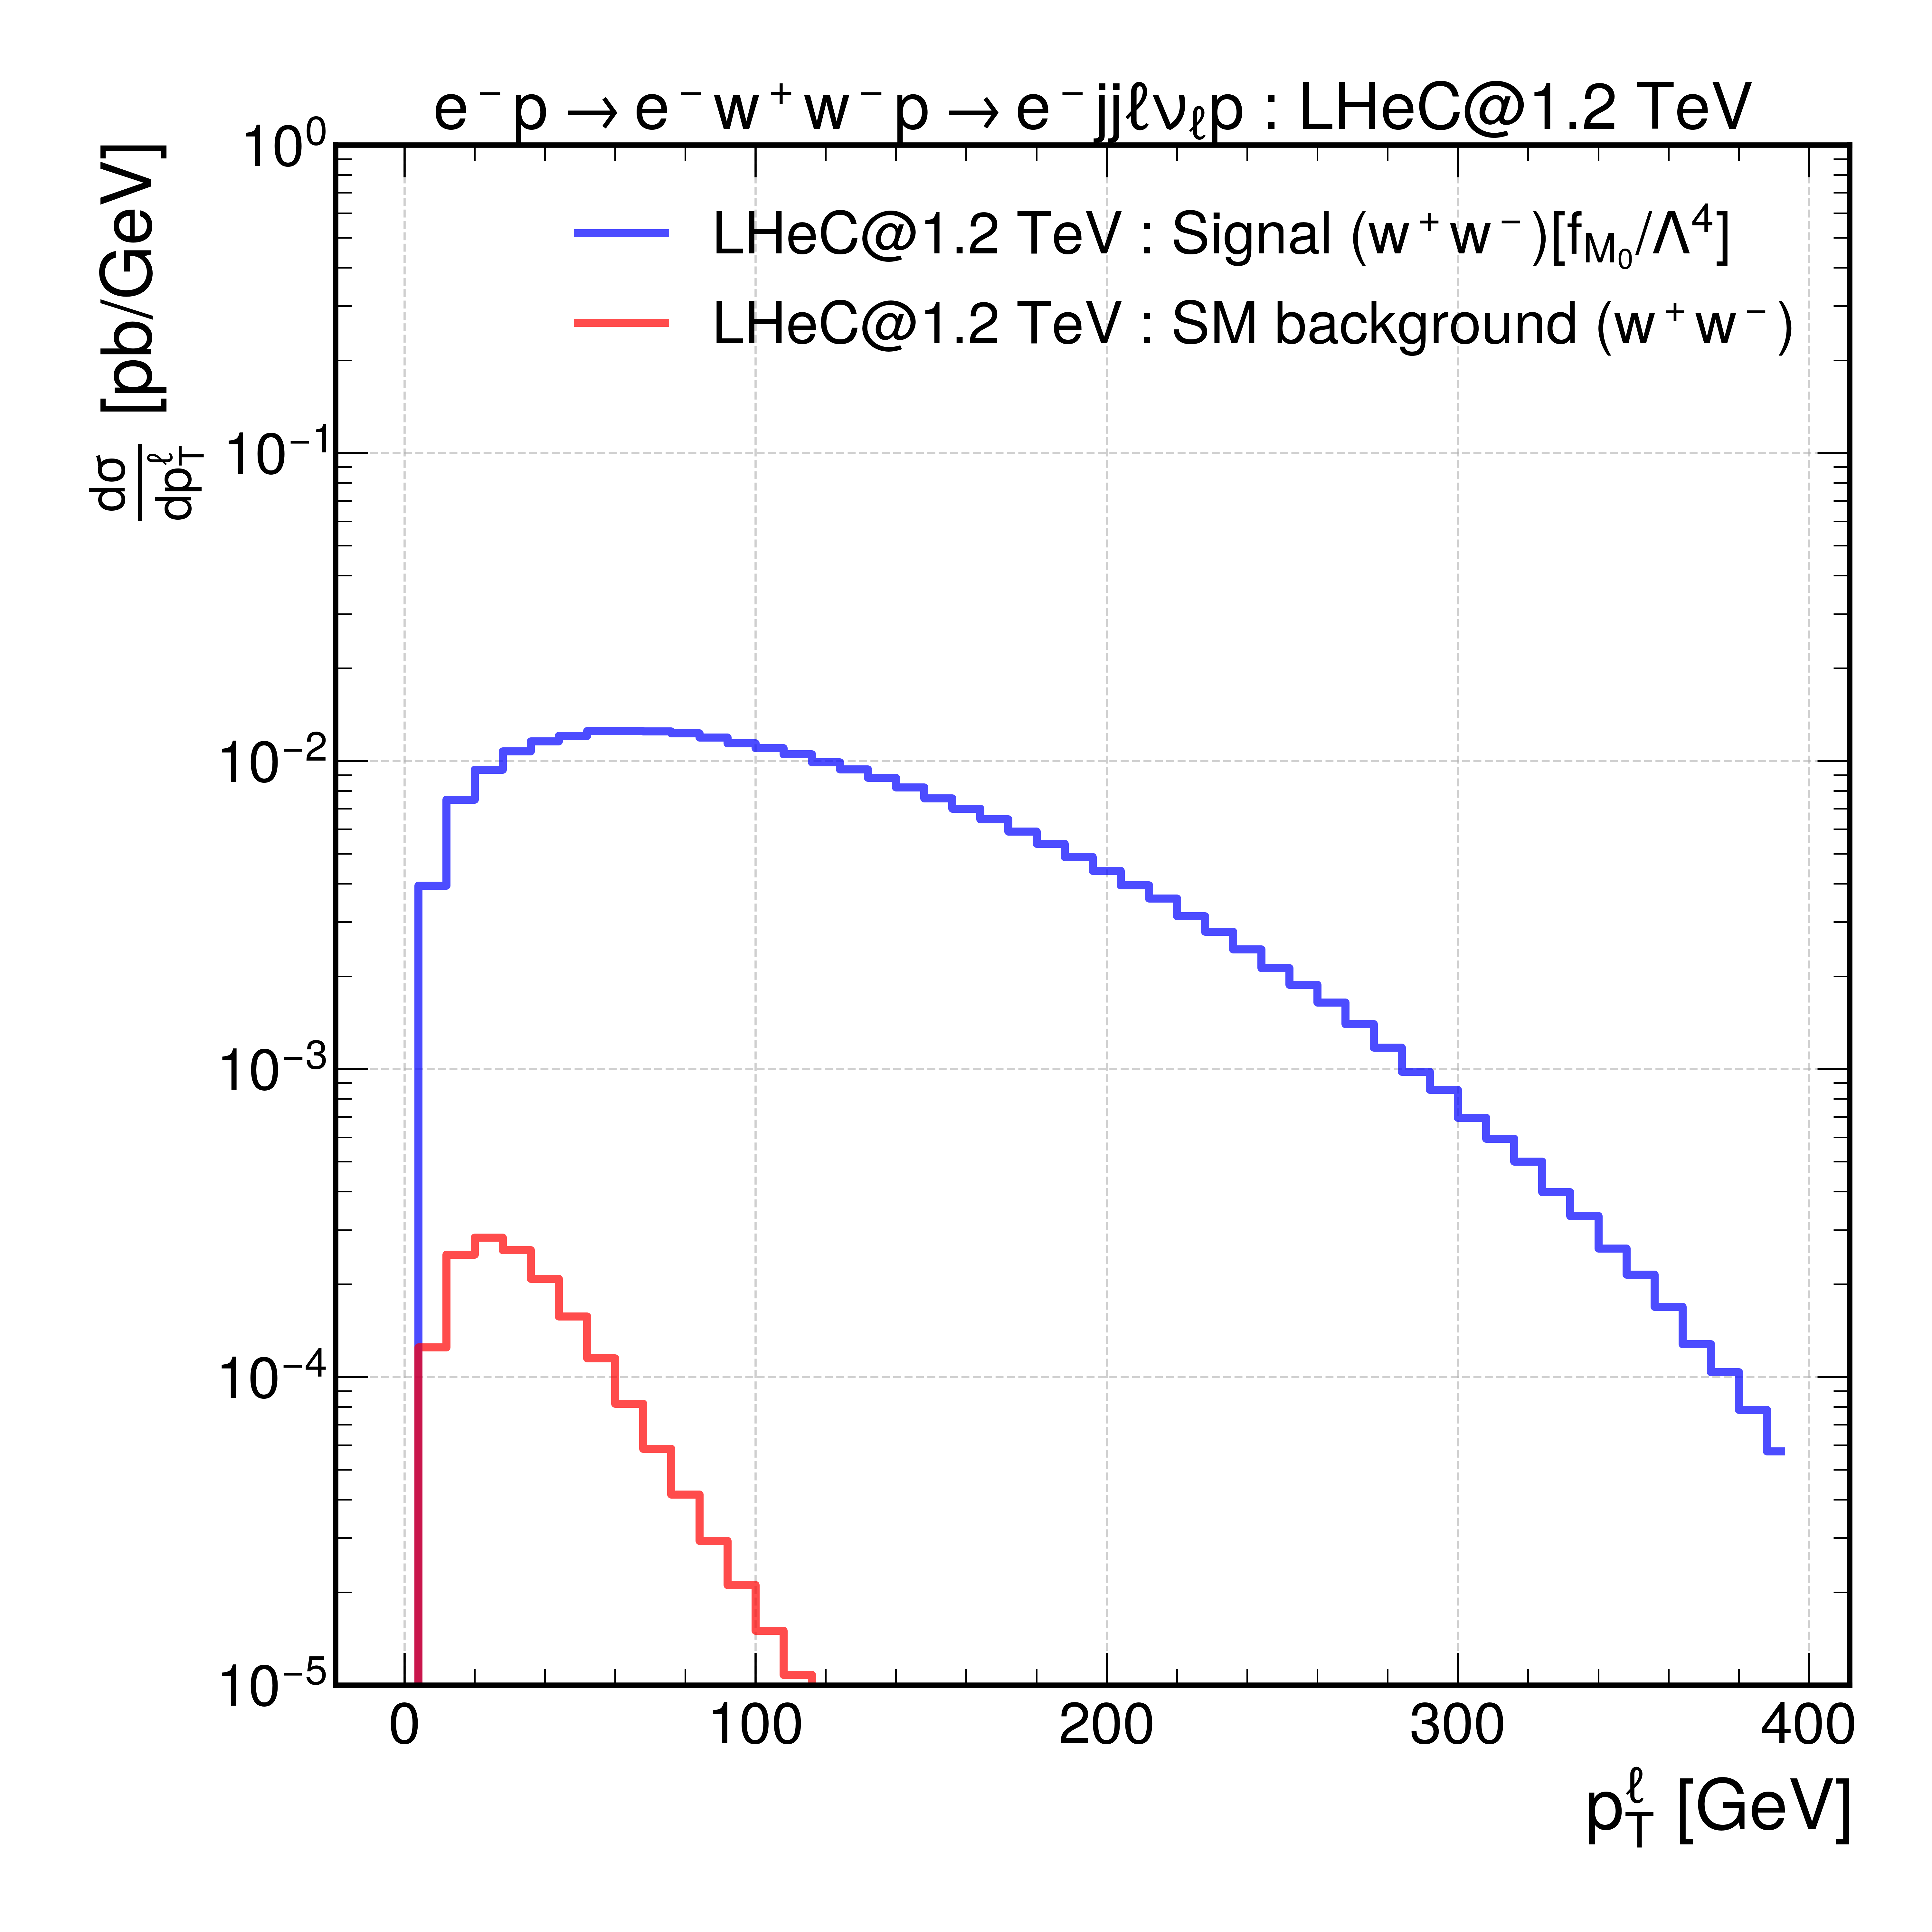 e⁻p → e⁻w⁺w⁻p → e⁻jjℓν_ℓp : LHeC@1.2 TeV
LHeC@1.2 TeV : Signal (w⁺w⁻)[f_{M₀}/Λ⁴]
LHeC@1.2 TeV : SM background (w⁺w⁻)
dσ/dp_T^ℓ [pb/GeV]
10⁰
10⁻¹
10⁻²
10⁻³
10⁻⁴
10⁻⁵
0 100 200 300 400
p_T^ℓ [GeV]